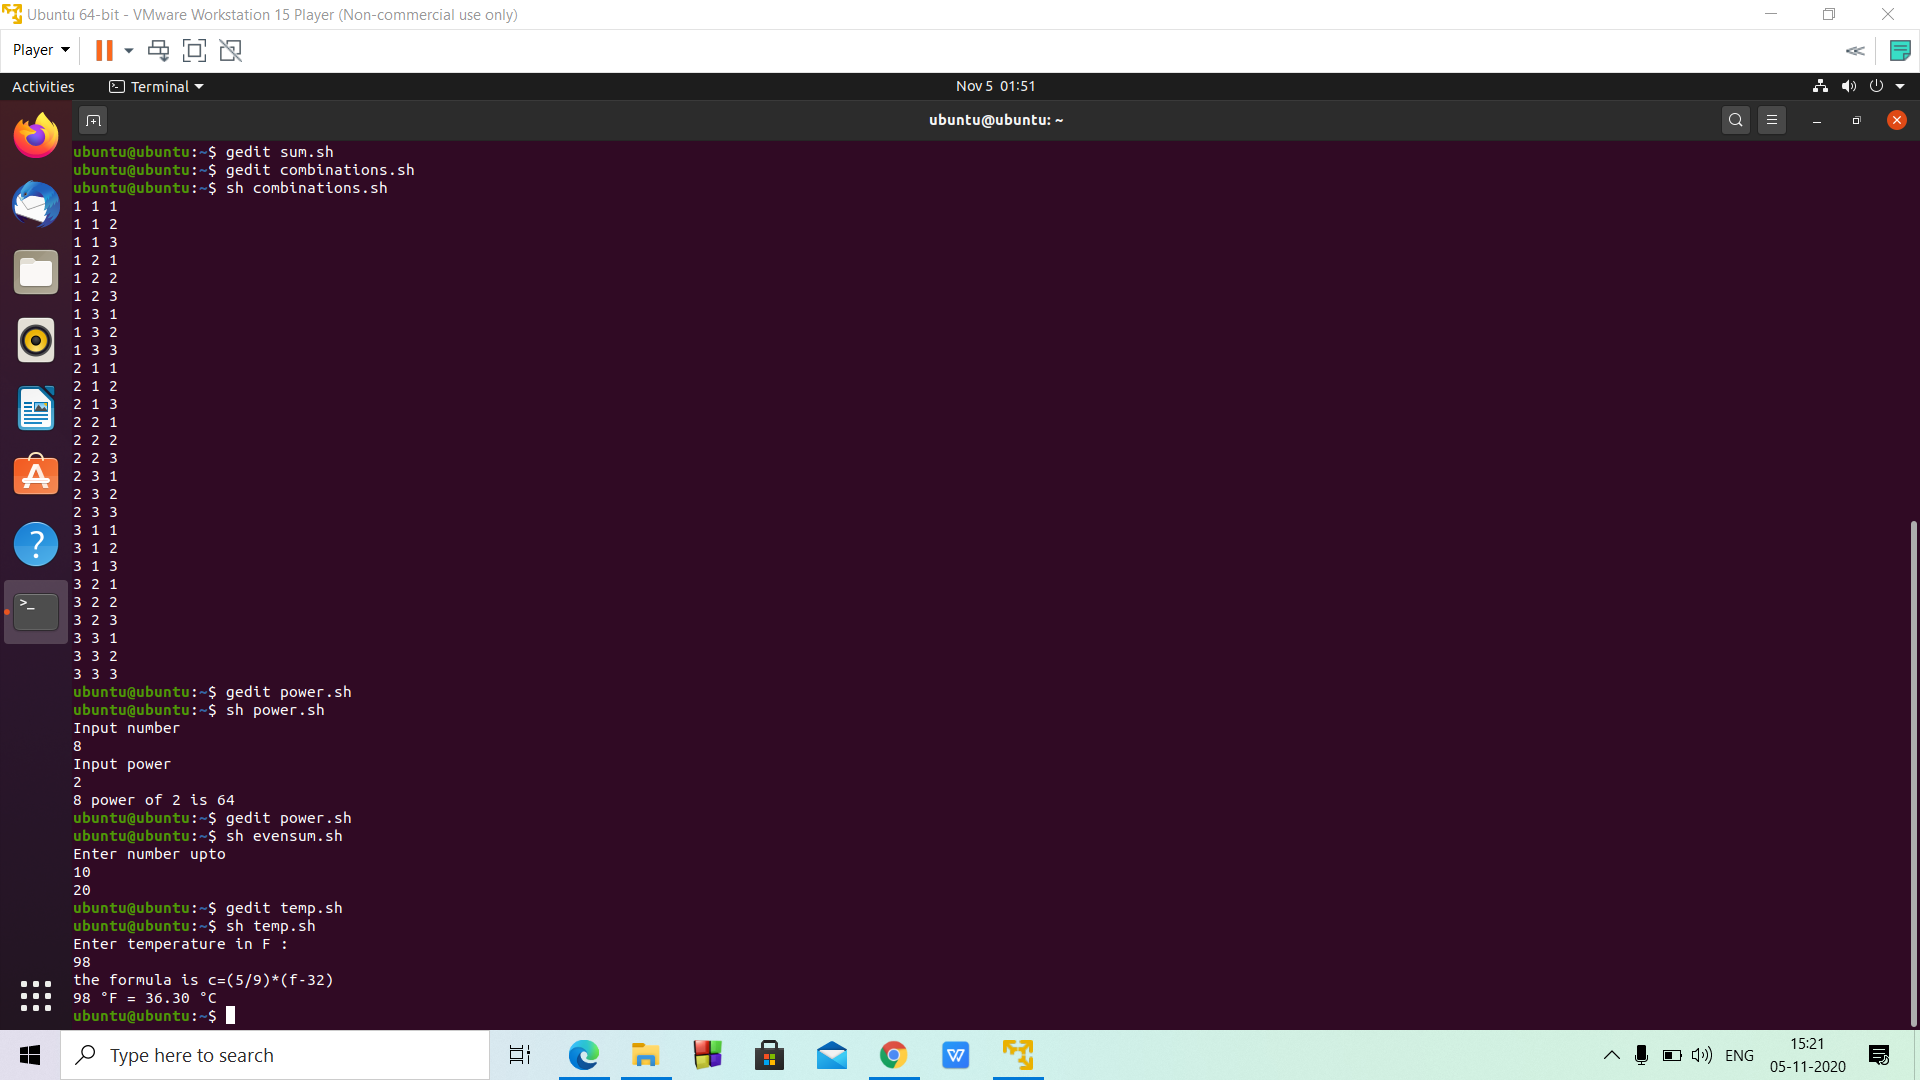 Ubuntu 64-bit - VMware Workstation 15 Player (Non-commercial use only)
Player
Activities Terminal Nov 5 01:51
ubuntu@ubuntu: ~
ubuntu@ubuntu:~$ gedit sum.sh
ubuntu@ubuntu:~$ gedit combinations.sh
ubuntu@ubuntu:~$ sh combinations.sh
1 1 1
1 1 2
1 1 3
1 2 1
1 2 2
1 2 3
1 3 1
1 3 2
1 3 3
2 1 1
2 1 2
2 1 3
2 2 1
2 2 2
2 2 3
2 3 1
2 3 2
2 3 3
3 1 1
3 1 2
3 1 3
3 2 1
3 2 2
3 2 3
3 3 1
3 3 2
3 3 3
ubuntu@ubuntu:~$ gedit power.sh
ubuntu@ubuntu:~$ sh power.sh
Input number
8
Input power
2
8 power of 2 is 64
ubuntu@ubuntu:~$ gedit power.sh
ubuntu@ubuntu:~$ sh evensum.sh
Enter number upto
10
20
ubuntu@ubuntu:~$ gedit temp.sh
ubuntu@ubuntu:~$ sh temp.sh
Enter temperature in F :
98
the formula is c=(5/9)*(f-32)
98 °F = 36.30 °C
ubuntu@ubuntu:~$
Type here to search
ENG
15:21
05-11-2020